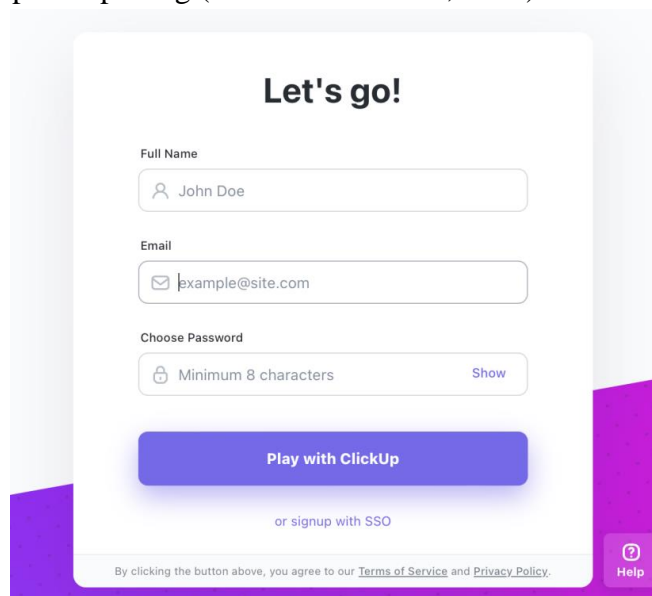 Let's go!
Full Name
John Doe
Email
example@site.com
Choose Password
Minimum 8 characters
Show
Play with ClickUp
or signup with SSO
By clicking the button above, you agree to our Terms of Service and Privacy Policy.
Help